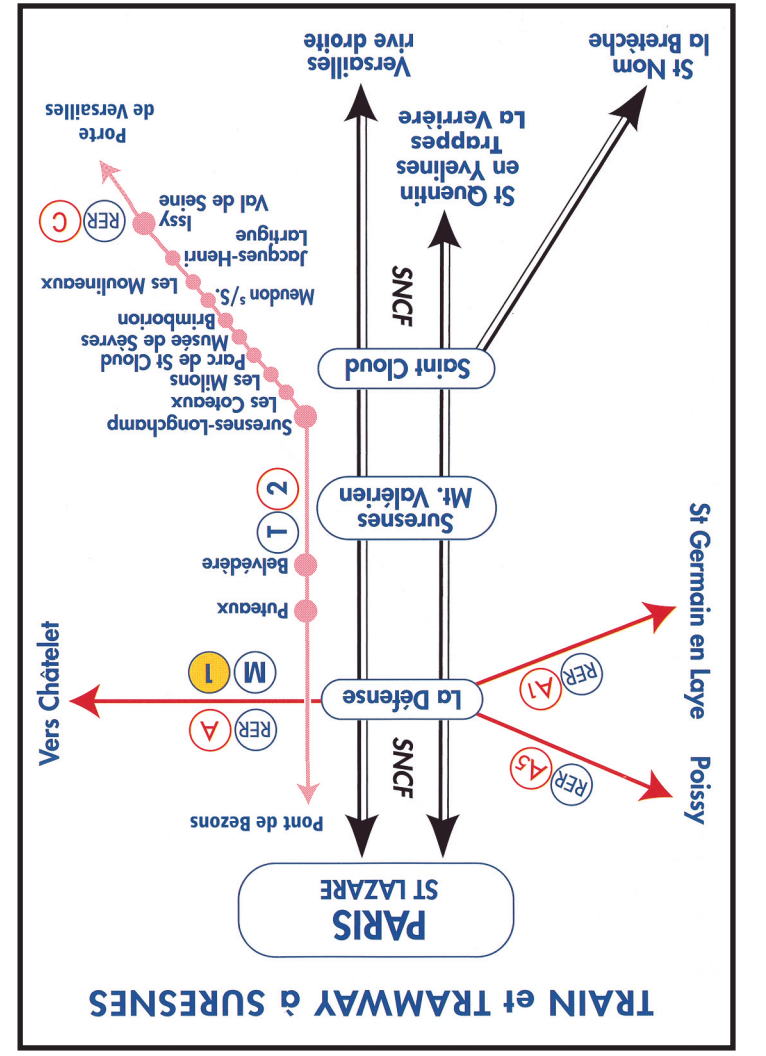 TRAIN et TRAMWAY à SURESNES
PARIS
ST LAZARE
Pont de Bezons
SNCF
Poissy
RER A5
RER A
La Défense
M 1
Vers Châtelet
RER A1
St Germain en Laye
Puteaux
Belvédère
T 2
Suresnes
Mt. Valérien
Suresnes-Longchamp
Les Coteaux
Les Milons
Parc de St Cloud
Musée de Sèvres
Brimborion
Meudon s/S.
Les Moulineaux
Jacques-Henri
Lartigue
Issy
Val de Seine
RER C
Porte
de Versailles
Saint Cloud
SNCF
St Quentin
en Yvelines
Trappes
La Verrière
Versailles
rive droite
St Nom
la Bretèche